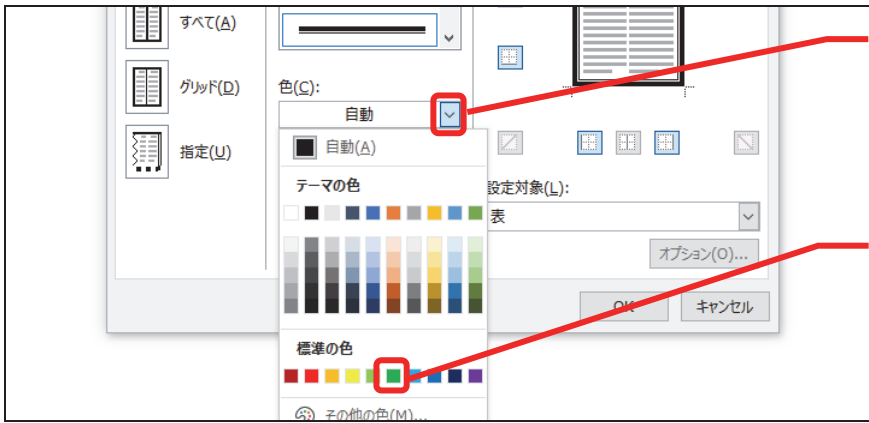 すべて(A)
グリッド(D)
色(C):
自動
指定(U)
自動(A)
テーマの色
設定対象(L):
表
オプション(O)...
OK
キャンセル
標準の色
その他の色(M)...